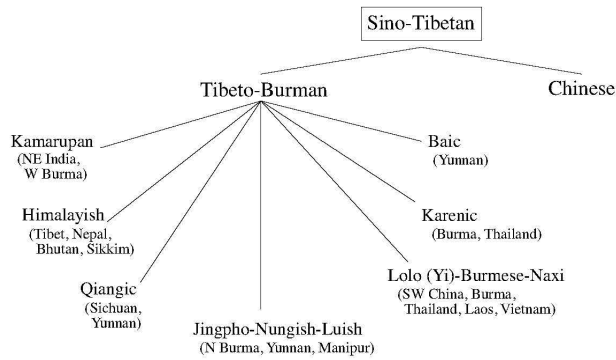 Sino-Tibetan
Tibeto-Burman
Chinese
Kamarupan
(NE India,
W Burma)
Baic
(Yunnan)
Himalayish
(Tibet, Nepal,
Bhutan, Sikkim)
Karenic
(Burma, Thailand)
Qiangic
(Sichuan,
Yunnan)
Lolo (Yi)-Burmese-Naxi
(SW China, Burma,
Thailand, Laos, Vietnam)
Jingpho-Nungish-Luish
(N Burma, Yunnan, Manipur)